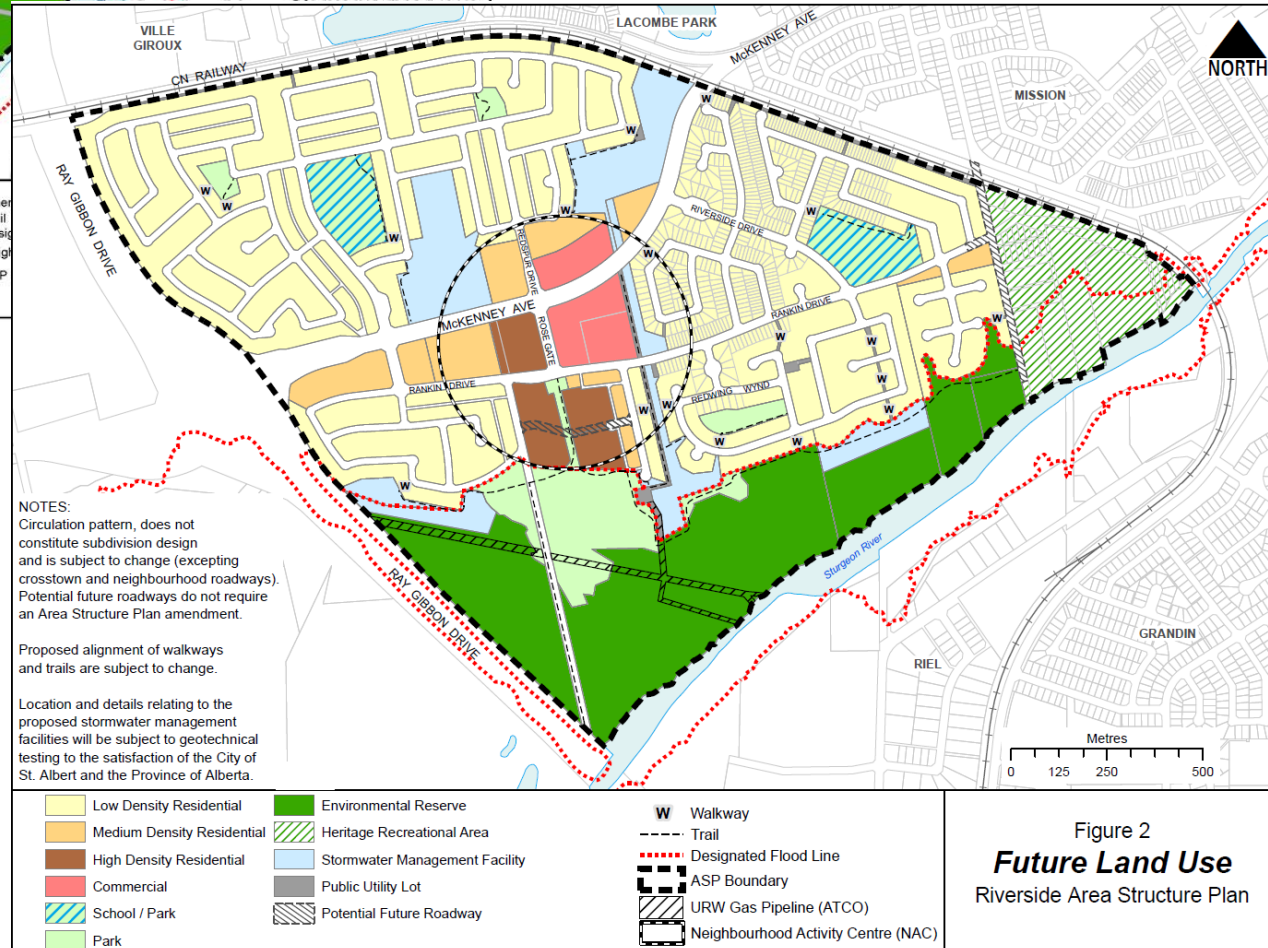 VILLE
GIROUX
LACOMBE PARK
McKENNEY AVE
NORTH
CN RAILWAY
MISSION
RAY GIBBON DRIVE
W
W
W
W
W
W
W
W
RIVERSIDE DRIVE
REDSPUR DRIVE
McKENNEY AVE
ROSE GATE
RANKIN DRIVE
RANKIN DRIVE
REDWING WYND
W
W
W
W
W
W
W
W
W
W
NOTES:
Circulation pattern, does not
constitute subdivision design
and is subject to change (excepting
crosstown and neighbourhood roadways).
Potential future roadways do not require
an Area Structure Plan amendment.
Proposed alignment of walkways
and trails are subject to change.
Location and details relating to the
proposed stormwater management
facilities will be subject to geotechnical
testing to the satisfaction of the City of
St. Albert and the Province of Alberta.
RAY GIBBON DRIVE
Sturgeon River
RIEL
GRANDIN
Metres
0 125 250 500
Low Density Residential
Medium Density Residential
High Density Residential
Commercial
School / Park
Park
Environmental Reserve
Heritage Recreational Area
Stormwater Management Facility
Public Utility Lot
Potential Future Roadway
W Walkway
Trail
Designated Flood Line
ASP Boundary
URW Gas Pipeline (ATCO)
Neighbourhood Activity Centre (NAC)
Figure 2
Future Land Use
Riverside Area Structure Plan